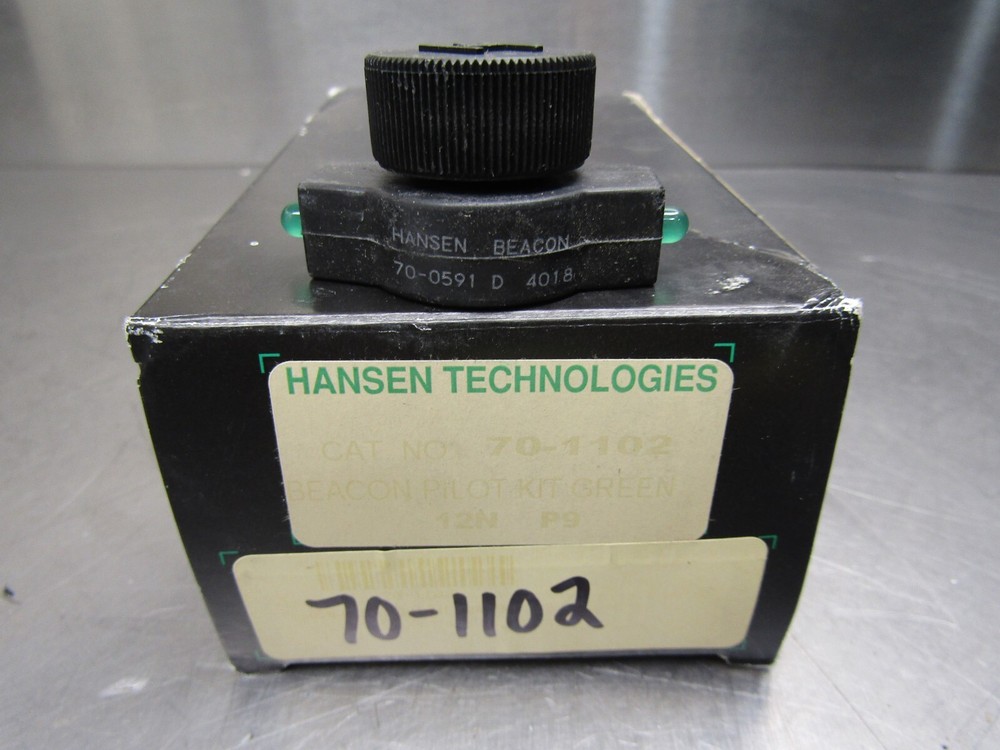 HANSEN BEACON
70-0591 D 4018
HANSEN TECHNOLOGIES
CAT. NO. 70-1102
BEACON PILOT KIT GREEN
12N P9
70-1102